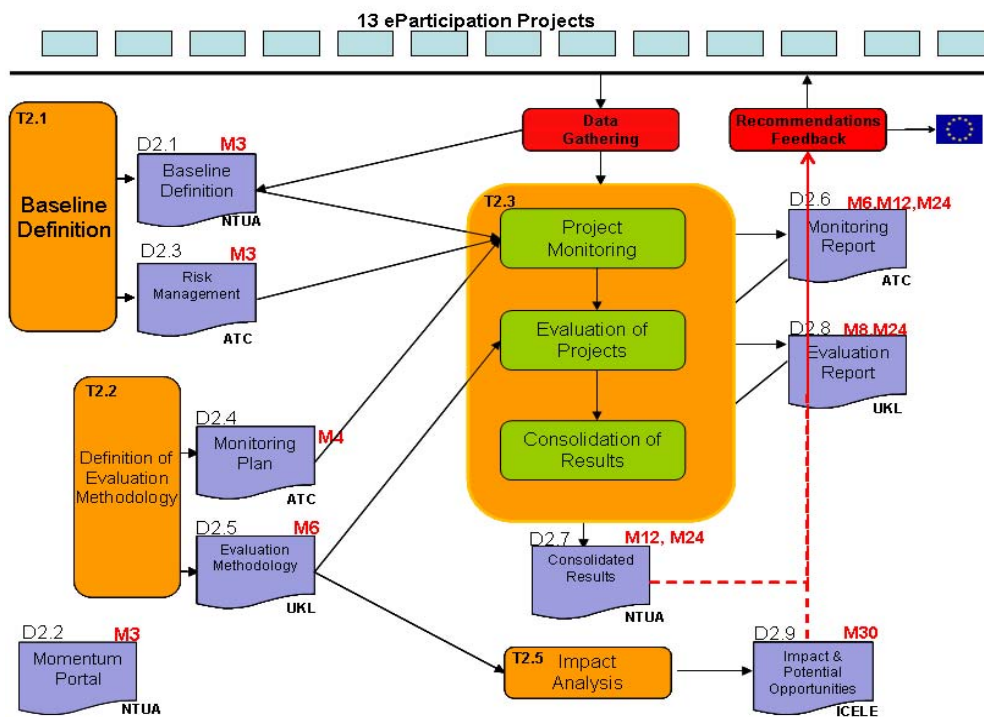 13 eParticipation Projects
T2.1
Baseline
Definition
D2.1
M3
Baseline
Definition
NTUA
D2.3
M3
Risk
Management
ATC
Data
Gathering
Recommendations
Feedback
T2.3
Project
Monitoring
Evaluation of
Projects
Consolidation of
Results
D2.6
M6,M12,M24
Monitoring
Report
ATC
D2.8
M8,M24
Evaluation
Report
UKL
T2.2
Definition of
Evaluation
Methodology
D2.4
M4
Monitoring
Plan
ATC
D2.5
M6
Evaluation
Methodology
UKL
D2.7
M12, M24
Consolidated
Results
NTUA
D2.2
M3
Momentum
Portal
NTUA
T2.5
Impact
Analysis
D2.9
M30
Impact &
Potential
Opportunities
ICELE